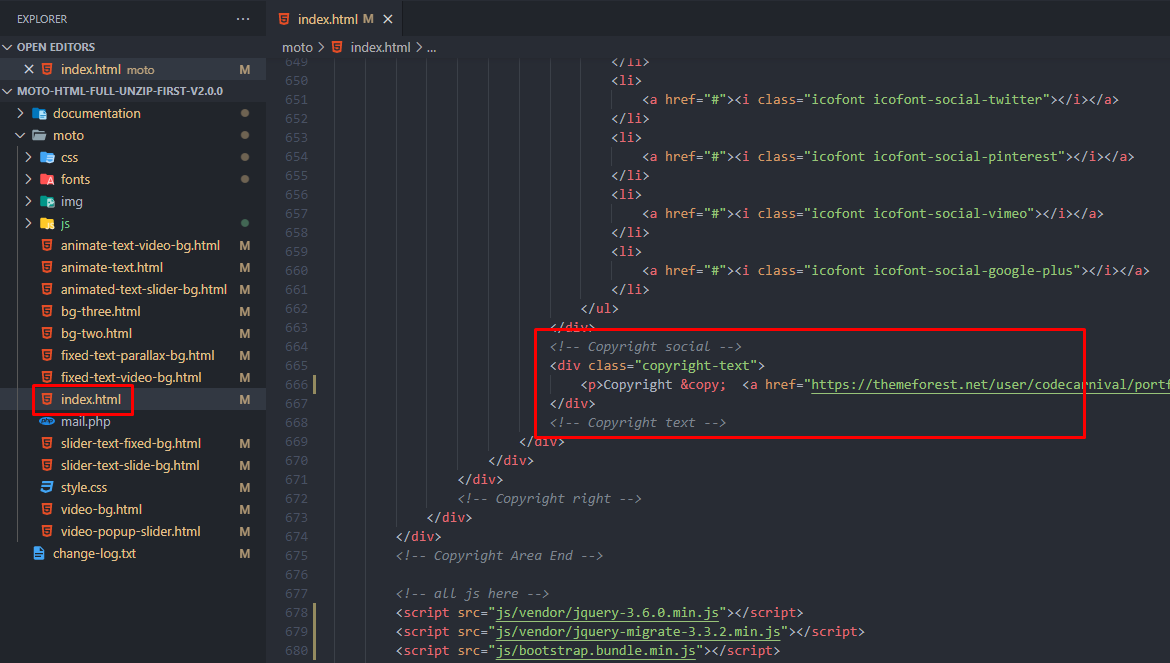 EXPLORER ...
OPEN EDITORS
index.html moto M
MOTO-HTML-FULL-UNZIP-FIRST-V2.0.0
documentation
moto
css
fonts
img
js
animate-text-video-bg.html M
animate-text.html M
animated-text-slider-bg.html M
bg-three.html M
bg-two.html M
fixed-text-parallax-bg.html M
fixed-text-video-bg.html M
index.html M
mail.php
slider-text-fixed-bg.html M
slider-text-slide-bg.html M
style.css M
video-bg.html M
video-popup-slider.html M
change-log.txt M
index.html M
moto > index.html > ...
649 </li>
650 <li>
651 <a href="#"><i class="icofont icofont-social-twitter"></i></a>
652 </li>
653 <li>
654 <a href="#"><i class="icofont icofont-social-pinterest"></i></a>
655 </li>
656 <li>
657 <a href="#"><i class="icofont icofont-social-vimeo"></i></a>
658 </li>
659 <li>
660 <a href="#"><i class="icofont icofont-social-google-plus"></i></a>
661 </li>
662 </ul>
663 </div>
664 <!-- Copyright social -->
665 <div class="copyright-text">
666 <p>Copyright &copy; <a href="https://themeforest.net/user/codecarnival/portf
667 </div>
668 <!-- Copyright text -->
669 </div>
670 </div>
671 </div>
672 <!-- Copyright right -->
673 </div>
674 </div>
675 <!-- Copyright Area End -->
676
677 <!-- all js here -->
678 <script src="js/vendor/jquery-3.6.0.min.js"></script>
679 <script src="js/vendor/jquery-migrate-3.3.2.min.js"></script>
680 <script src="js/bootstrap.bundle.min.js"></script>